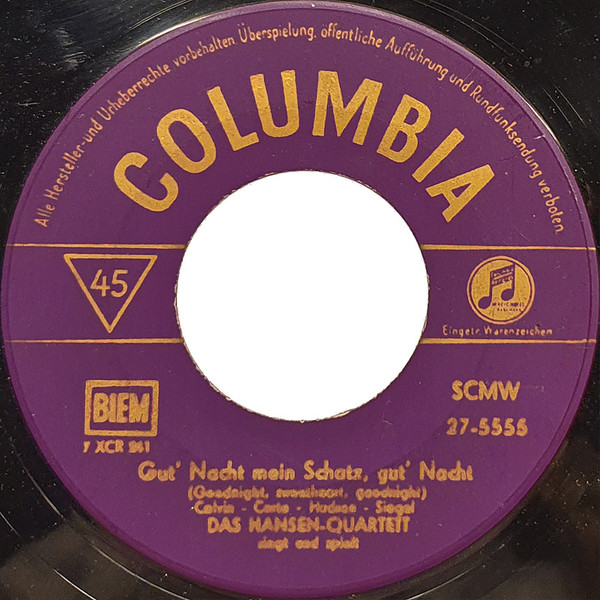 Alle Hersteller-und Urheberrechte vorbehalten Überspielung, öffentliche Aufführung und Rundfunksendung verboten.
COLUMBIA
45
Eingetr. Warenzeichen
BIEM
7 XCR 261
SCMW
27-5555
Gut' Nacht mein Schatz, gut' Nacht
(Goodnight, sweetheart, goodnight)
Calvin - Carter - Hudson - Siegel
DAS HANSEN-QUARTETT
singt und spielt